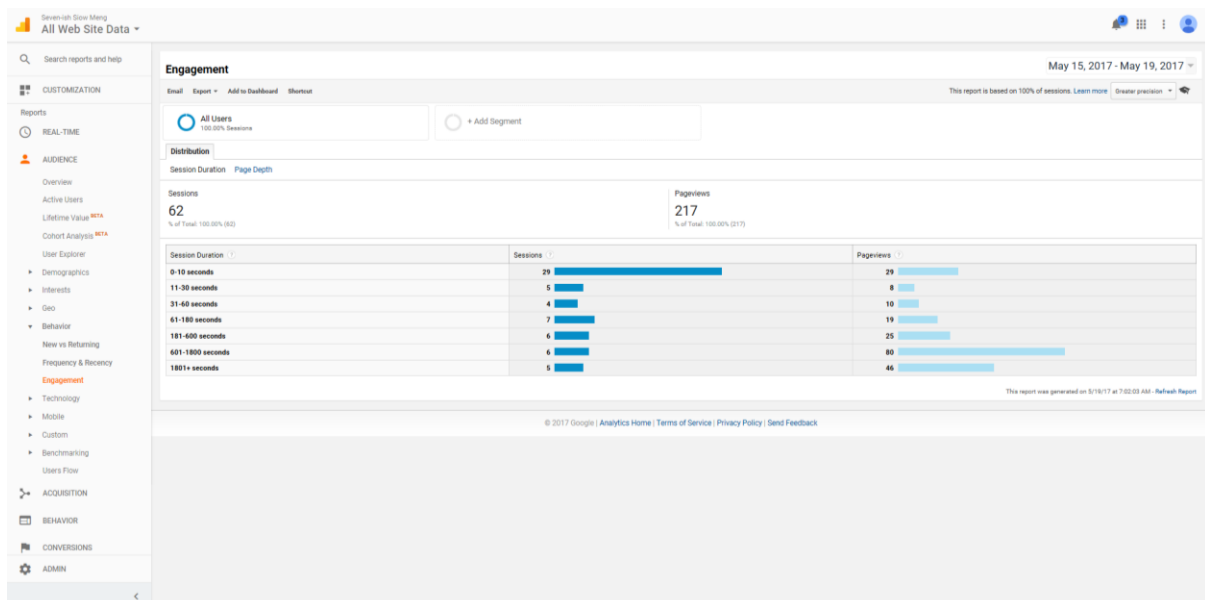 Seven-ish Siow Meng
All Web Site Data
2
Search reports and help
CUSTOMIZATION
Reports
REAL-TIME
AUDIENCE
Overview
Active Users
Lifetime Value BETA
Cohort Analysis BETA
User Explorer
Demographics
Interests
Geo
Behavior
New vs Returning
Frequency & Recency
Engagement
Technology
Mobile
Custom
Benchmarking
Users Flow
ACQUISITION
BEHAVIOR
CONVERSIONS
ADMIN
Engagement
May 15, 2017 - May 19, 2017
Email Export Add to Dashboard Shortcut
This report is based on 100% of sessions. Learn more Greater precision
All Users
100.00% Sessions
+ Add Segment
Distribution
Session Duration Page Depth
Sessions
62
% of Total: 100.00% (62)
Pageviews
217
% of Total: 100.00% (217)
Session Duration ? Sessions ? Pageviews ?
0-10 seconds 29 29
11-30 seconds 5 8
31-60 seconds 4 10
61-180 seconds 7 19
181-600 seconds 6 25
601-1800 seconds 6 80
1801+ seconds 5 46
This report was generated on 5/19/17 at 7:02:03 AM - Refresh Report
© 2017 Google | Analytics Home | Terms of Service | Privacy Policy | Send Feedback